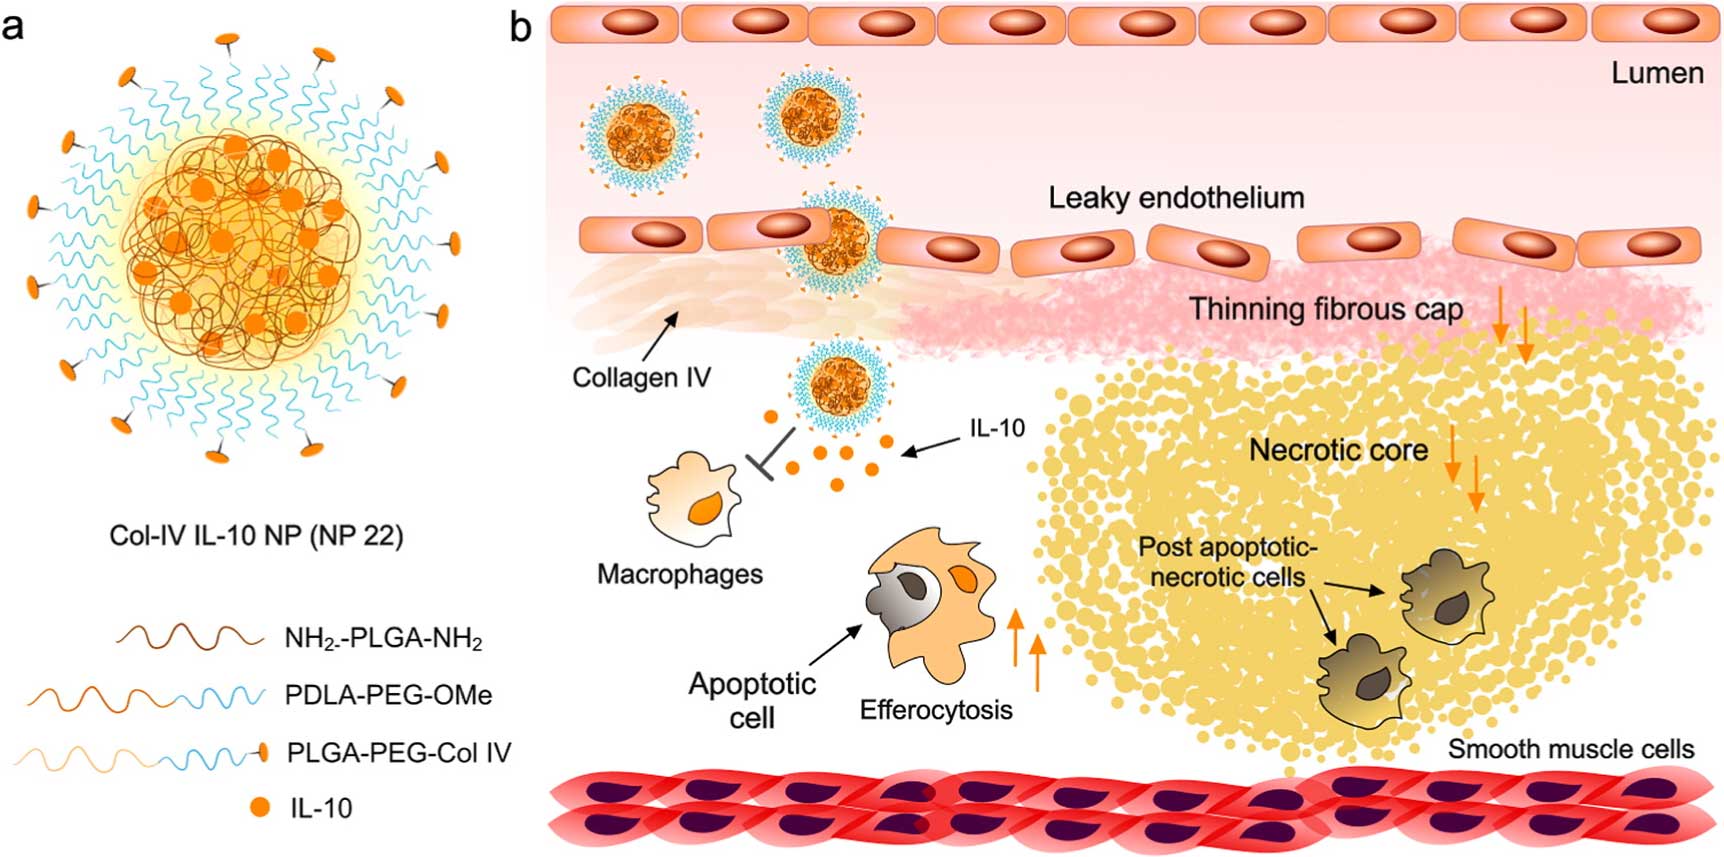 a
Col-IV IL-10 NP (NP 22)
NH₂.-PLGA-NH₂
PDLA-PEG-OMe
PLGA-PEG-Col IV
IL-10
b
Lumen
Leaky endothelium
Thinning fibrous cap
Collagen IV
IL-10
Necrotic core
Macrophages
Post apoptotic-
necrotic cells
Apoptotic
cell
Efferocytosis
Smooth muscle cells